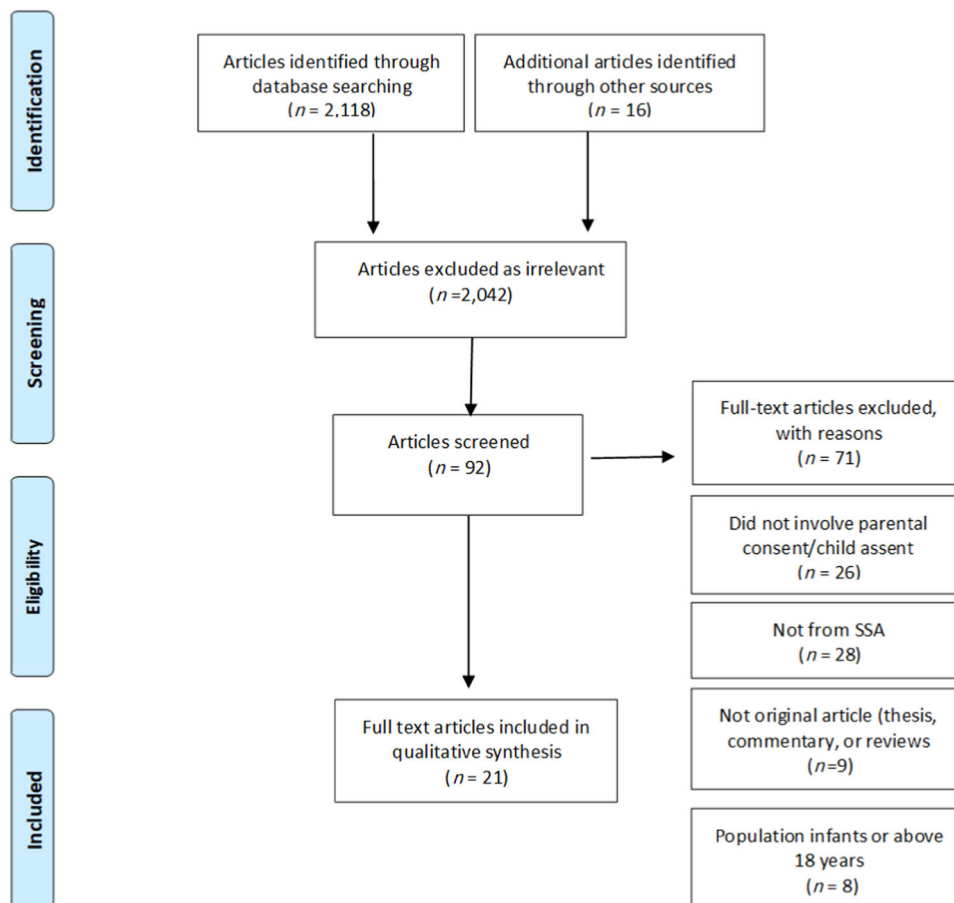 Identification
Articles identified through
database searching
(n = 2,118)
Additional articles identified
through other sources
(n = 16)
Screening
Articles excluded as irrelevant
(n =2,042)
Articles screened
(n = 92)
Full-text articles excluded,
with reasons
(n = 71)
Eligibility
Did not involve parental
consent/child assent
(n = 26)
Not from SSA
(n = 28)
Included
Full text articles included in
qualitative synthesis
(n = 21)
Not original article (thesis,
commentary, or reviews
(n=9)
Population infants or above
18 years
(n = 8)